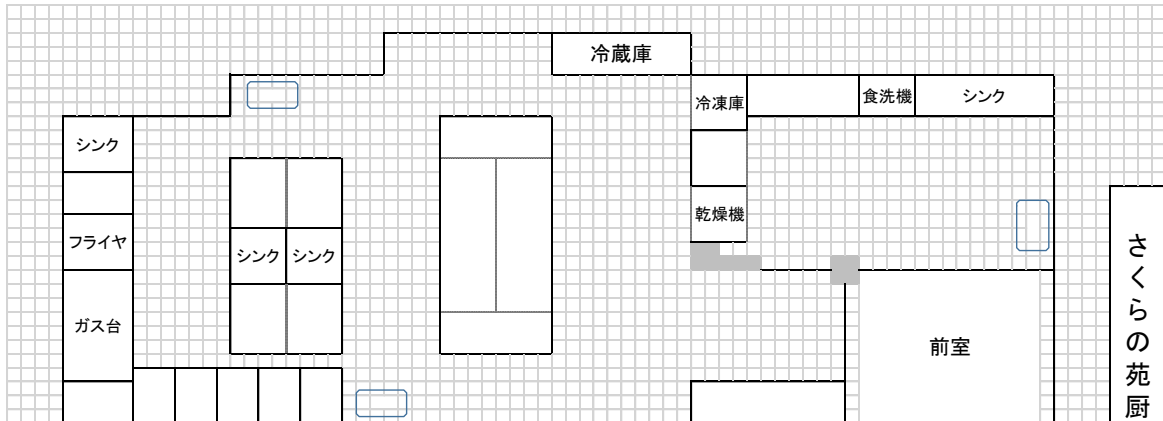 冷蔵庫
冷凍庫
食洗機
シンク
シンク
乾燥機
フライヤ
シンク
シンク
ガス台
前室
さくらの苑厨